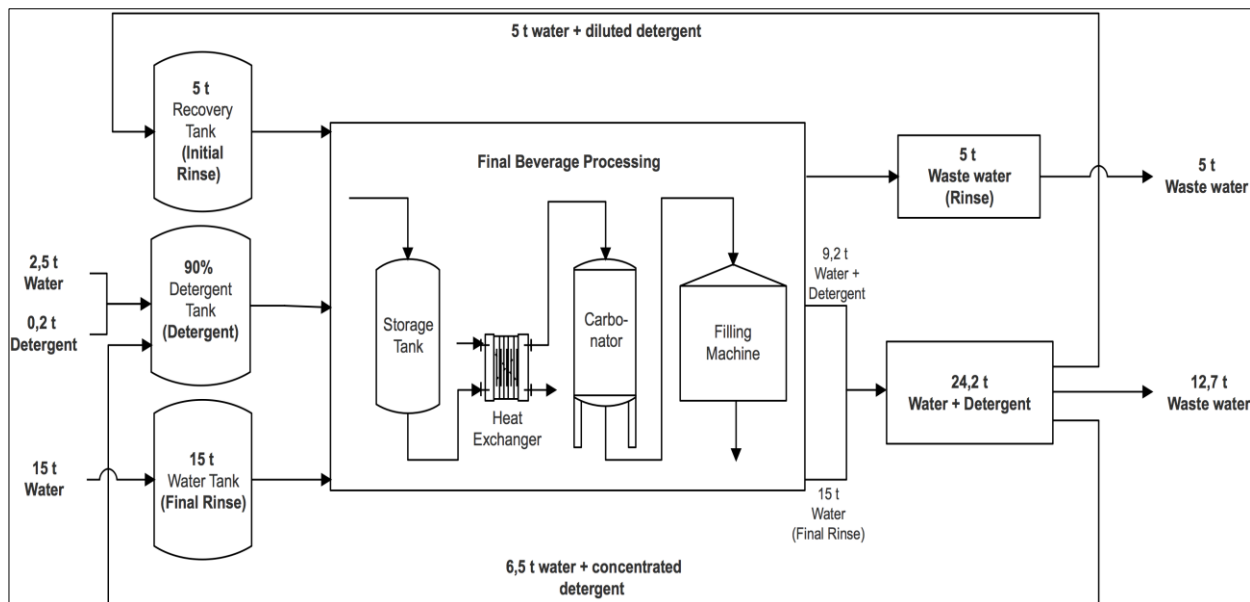 5 t water + diluted detergent
5 t
Recovery
Tank
(Initial
Rinse)
Final Beverage Processing
5 t
Waste water
(Rinse)
5 t
Waste water
2,5 t
Water
0,2 t
Detergent
90%
Detergent
Tank
(Detergent)
Storage
Tank
Heat
Exchanger
Carbo-
nator
Filling
Machine
9,2 t
Water +
Detergent
24,2 t
Water + Detergent
12,7 t
Waste water
15 t
Water
15 t
Water Tank
(Final Rinse)
15 t
Water
(Final Rinse)
6,5 t water + concentrated
detergent